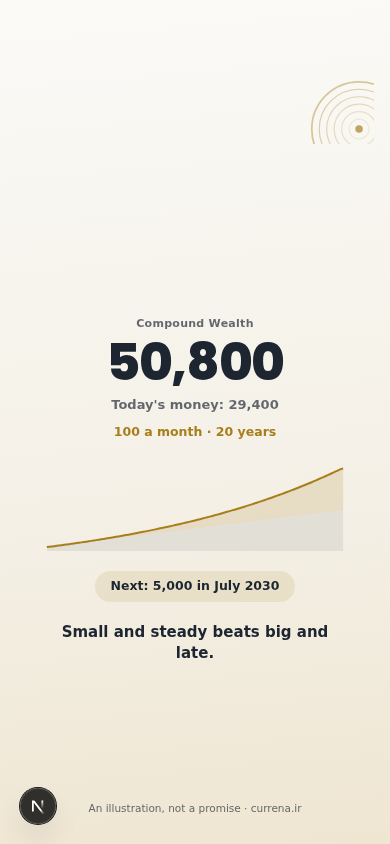 Compound Wealth
50,800
Today's money: 29,400
100 a month · 20 years
Next: 5,000 in July 2030
Small and steady beats big and
late.
N
An illustration, not a promise · currena.ir